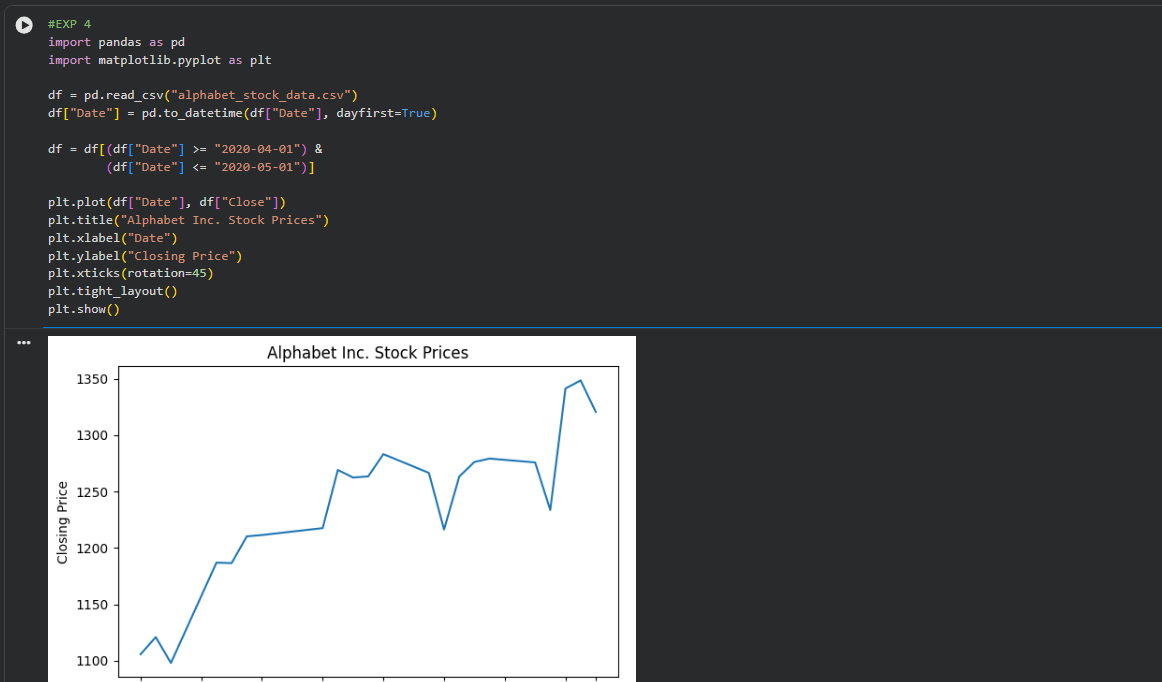 #EXP 4
import pandas as pd
import matplotlib.pyplot as plt
df = pd.read_csv("alphabet_stock_data.csv")
df["Date"] = pd.to_datetime(df["Date"], dayfirst=True)
df = df[(df["Date"] >= "2020-04-01") &
(df["Date"] <= "2020-05-01")]
plt.plot(df["Date"], df["Close"])
plt.title("Alphabet Inc. Stock Prices")
plt.xlabel("Date")
plt.ylabel("Closing Price")
plt.xticks(rotation=45)
plt.tight_layout()
plt.show()
Alphabet Inc. Stock Prices
1350
1300
1250
Closing Price
1200
1150
1100